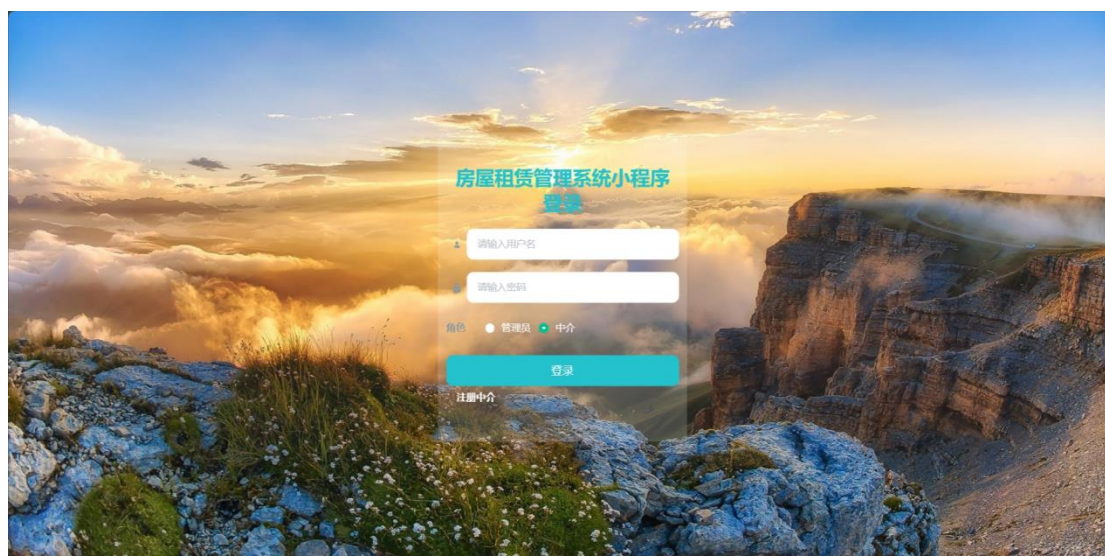 房屋租赁管理系统小程序
登录
请输入用户名
请输入密码
角色 管理员 中介
登录
注册中介